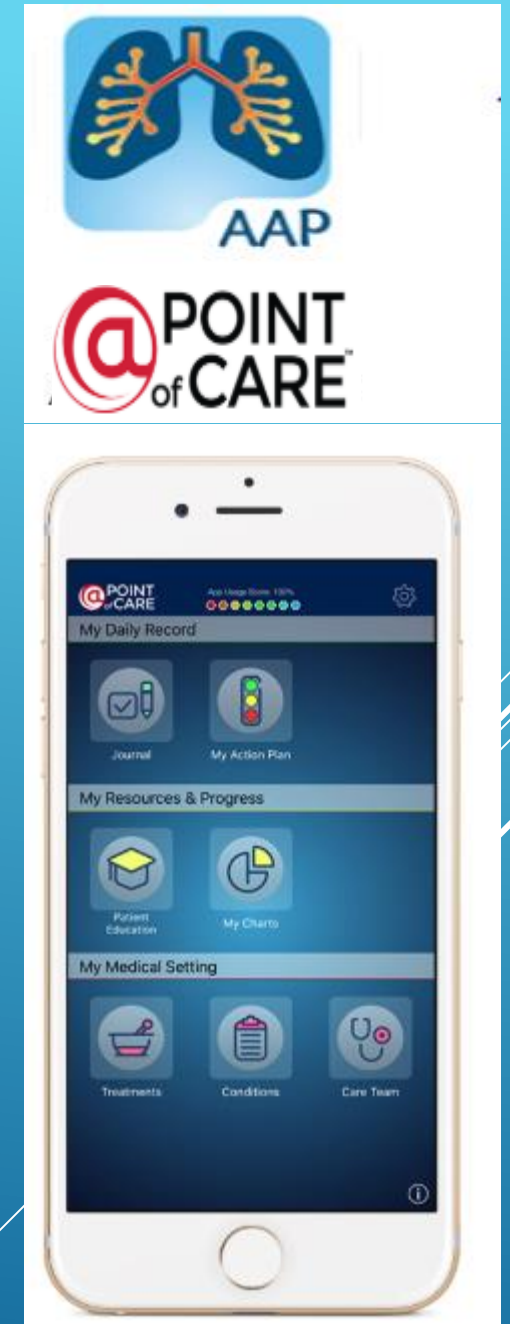 AAP
@POINT
of CARE™
@POINT
of CARE
App Usage Score: 100%
My Daily Record
Journal
My Action Plan
My Resources & Progress
Patient
Education
My Charts
My Medical Setting
Treatments
Conditions
Care Team